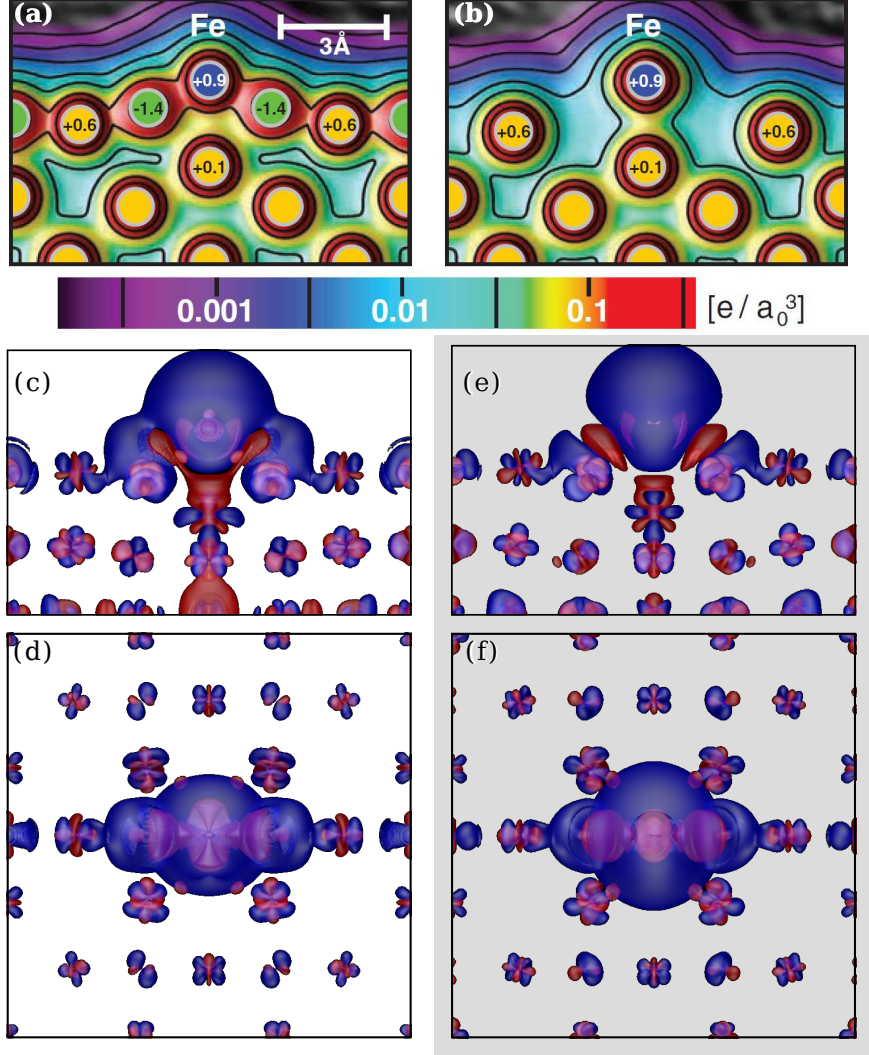 (a)
Fe
3Å
+0.9
-1.4
-1.4
+0.6
+0.6
+0.1
(b)
Fe
+0.9
+0.6
+0.6
+0.1
0.001
0.01
0.1
[e / a₀³]
(c)
(e)
(d)
(f)